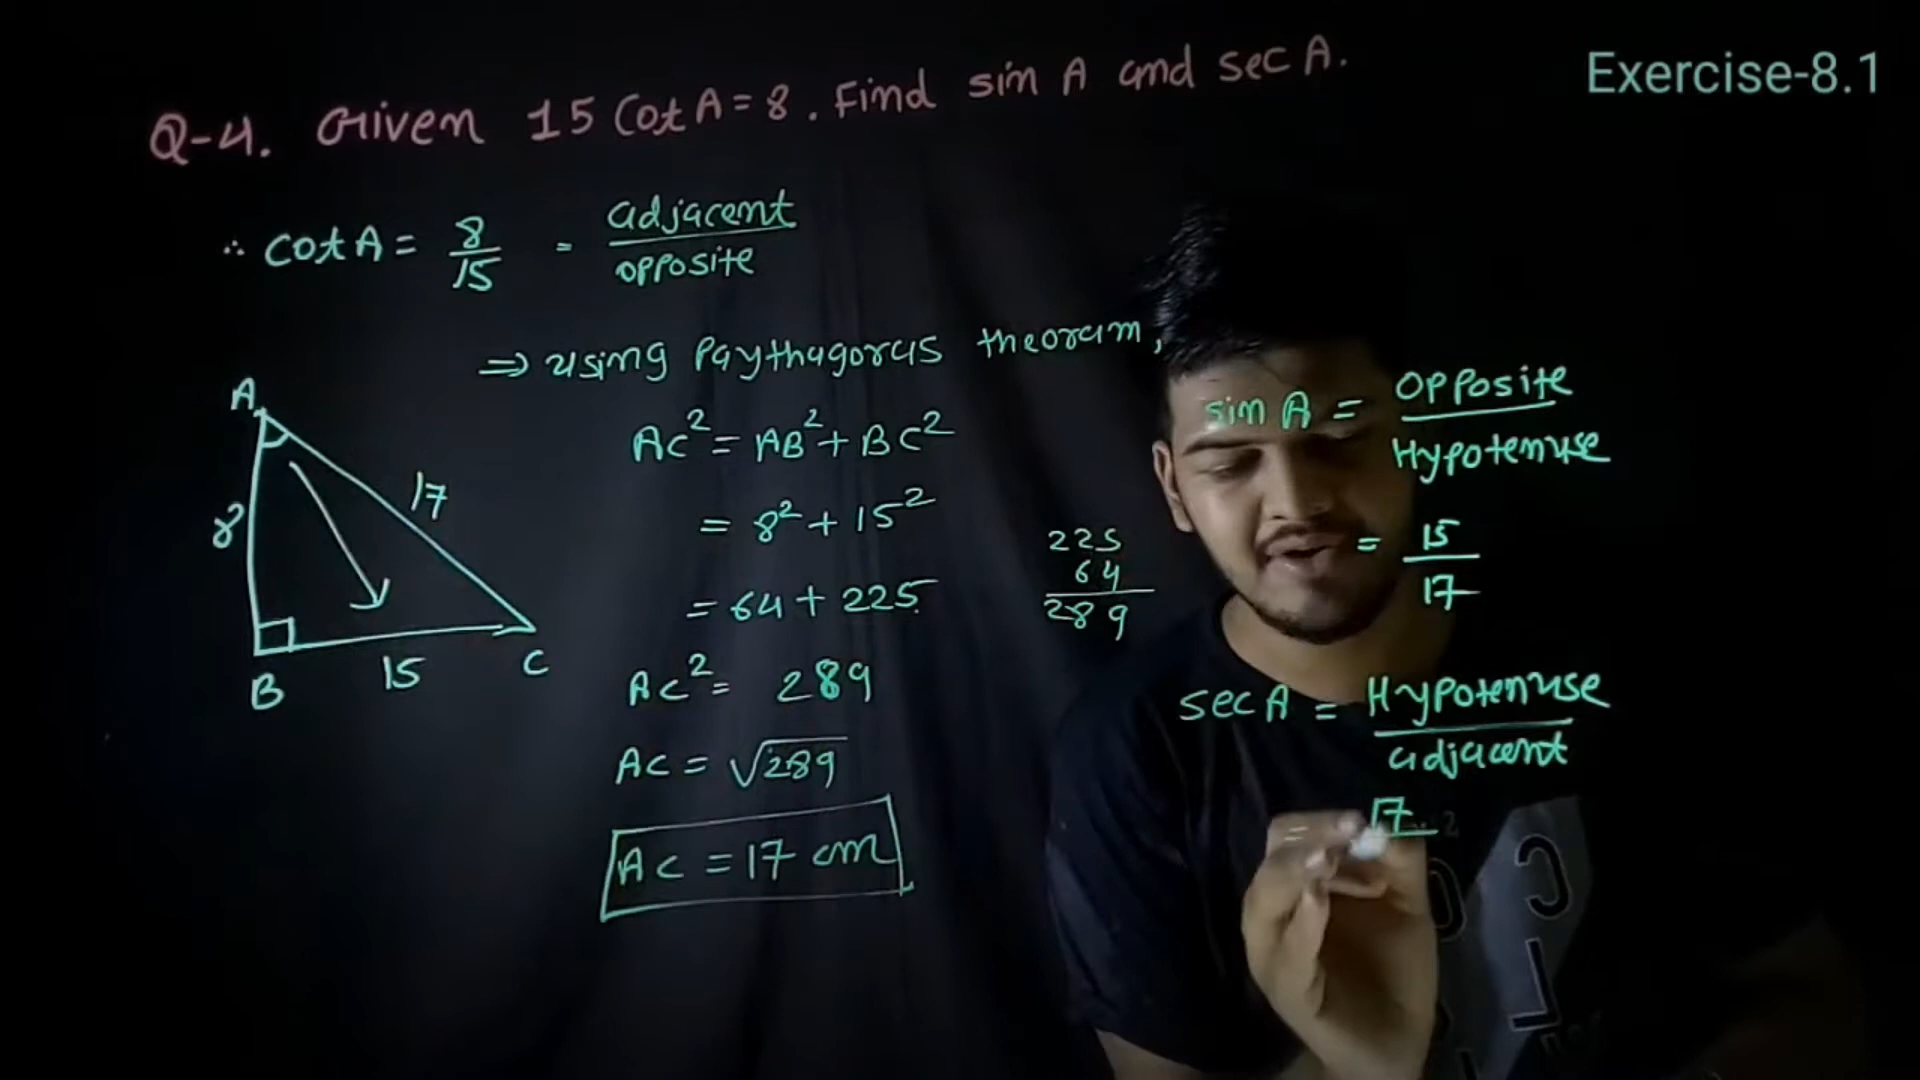 Exercise-8.1
Q-4. Given 15 cot A = 8. Find sin A and sec A.
∴ cot A = 8/15 = adjacent/opposite
⇒ using Paythagorus theoram,
AC² = AB² + BC²
= 8² + 15²
= 64 + 225
AC² = 289
AC = √289
AC = 17 cm
A
8
17
B
15
C
225
64
289
sin A = opposite/Hypotenuse
= 15/17
sec A = Hypotenuse/adjacent
= 17